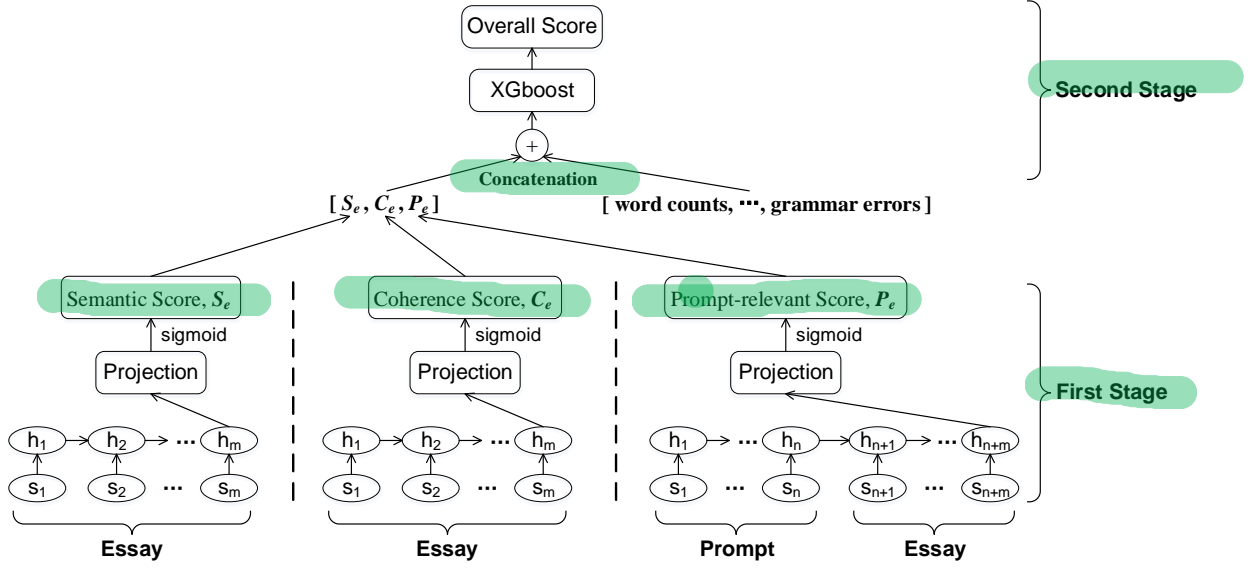 Overall Score
XGboost
Second Stage
+
Concatenation
[ Sₑ, Cₑ, Pₑ ]
[ word counts, ···, grammar errors ]
Semantic Score, Sₑ
Coherence Score, Cₑ
Prompt-relevant Score, Pₑ
sigmoid
sigmoid
sigmoid
Projection
Projection
Projection
First Stage
h₁ h₂ ··· hₘ
h₁ h₂ ··· hₘ
h₁ ··· hₙ hₙ₊₁ ··· hₙ₊ₘ
s₁ s₂ ··· sₘ
s₁ s₂ ··· sₘ
s₁ ··· sₙ sₙ₊₁ ··· sₙ₊ₘ
Essay
Essay
Prompt
Essay